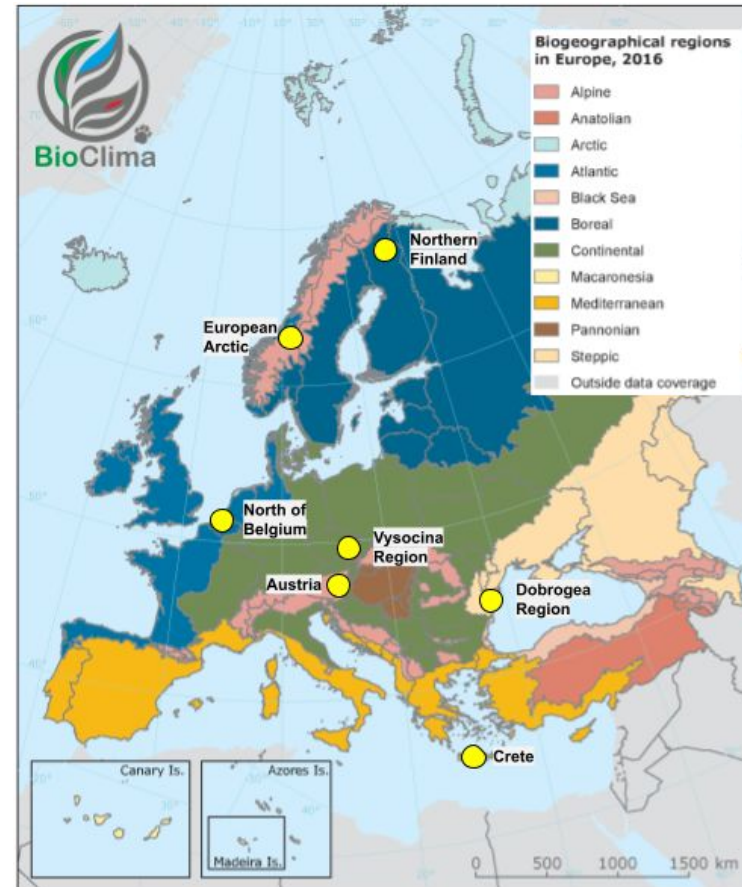 BioClima
Biogeographical regions
in Europe, 2016
Alpine
Anatolian
Arctic
Atlantic
Black Sea
Boreal
Continental
Macaronesia
Mediterranean
Pannonian
Steppic
Outside data coverage
Northern
Finland
European
Arctic
North of
Belgium
Vysocina
Region
Austria
Dobrogea
Region
Crete
Canary Is.
Azores Is.
Madeira Is.
0 500 1000 1500 km